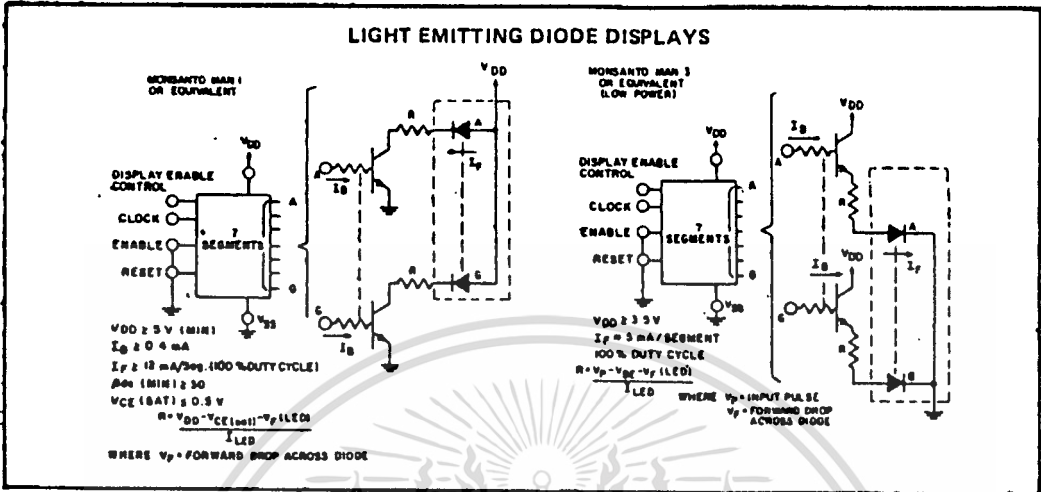 LIGHT EMITTING DIODE DISPLAYS
MONSANTO MAN 1
OR EQUIVALENT
VDD
DISPLAY ENABLE
CONTROL
CLOCK
ENABLE
RESET
7
SEGMENTS
A
G
VSS
A
IB
R
VDD
A
IF
R
G
G
IB
VDD ≥ 5 V (MIN)
IB ≥ 0.4 mA
IF ≥ 12 mA/Seg. (100% DUTY CYCLE)
βdc (MIN) ≥ 30
VCE (SAT) ≤ 0.5 V
R = VDD - VCE(sat) - VF (LED)
ILED
WHERE VF = FORWARD DROP ACROSS DIODE
MONSANTO MAN 3
OR EQUIVALENT
(LOW POWER)
VDD
DISPLAY ENABLE
CONTROL
CLOCK
ENABLE
RESET
7
SEGMENTS
A
G
VSS
IB
A
VDD
R
A
IF
IB
VDD
G
R
G
VDD ≥ 3.5V
IF = 5 mA/SEGMENT
100% DUTY CYCLE
R = VP - VBE - VF (LED)
ILED
WHERE VP = INPUT PULSE
VF = FORWARD DROP
ACROSS DIODE